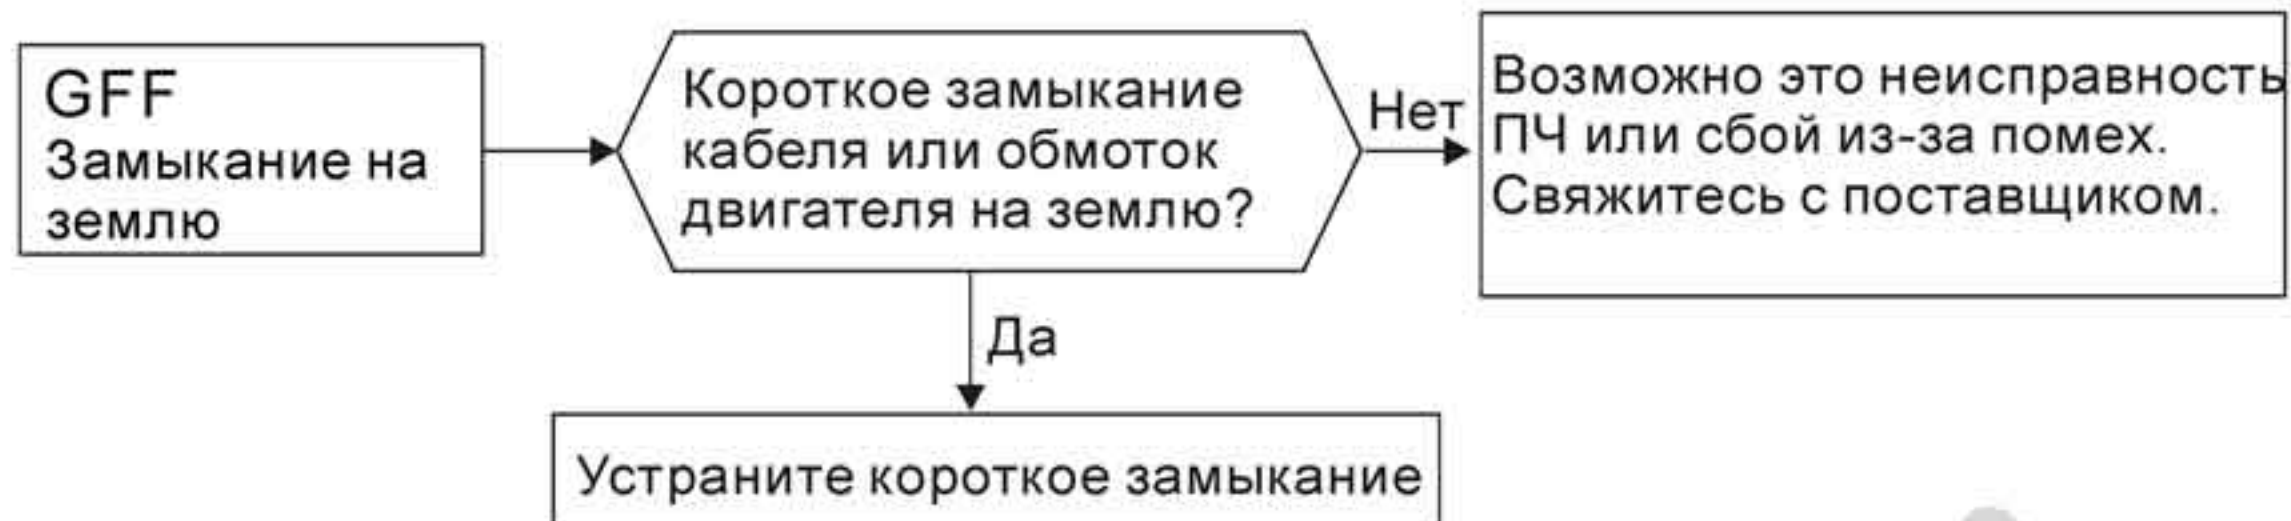 GFF
Замыкание на
землю
Короткое замыкание
кабеля или обмоток
двигателя на землю?
Нет
Возможно это неисправность
ПЧ или сбой из-за помех.
Свяжитесь с поставщиком.
Да
Устраните короткое замыкание